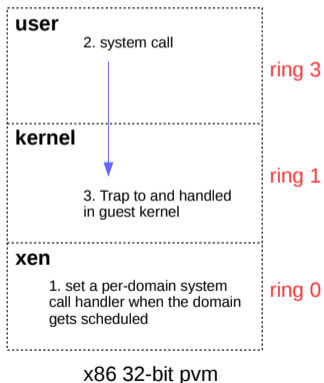 user
2. system call
ring 3
kernel
ring 1
3. Trap to and handled
in guest kernel
xen
1. set a per-domain system
call handler when the domain
gets scheduled
ring 0
x86 32-bit pvm